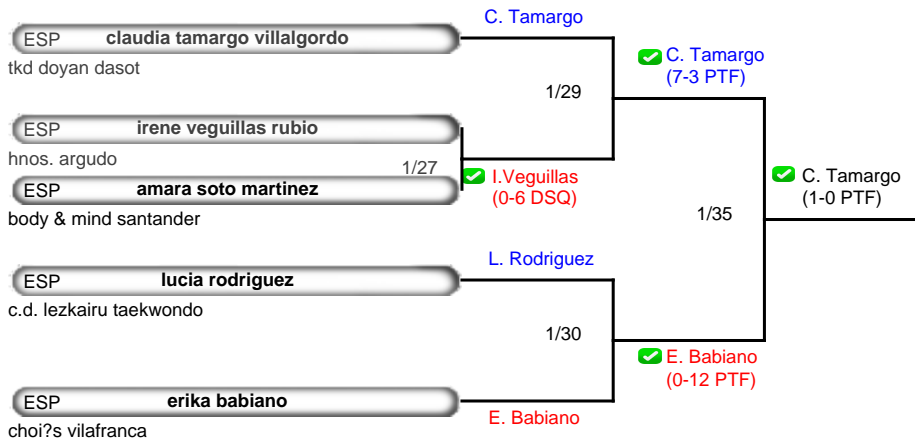 C. Tamargo
ESP claudia tamargo villalgordo
tkd doyan dasot
C. Tamargo
(7-3 PTF)
1/29
ESP irene veguillas rubio
hnos. argudo
1/27
I.Veguillas
(0-6 DSQ)
ESP amara soto martinez
body & mind santander
C. Tamargo
(1-0 PTF)
1/35
L. Rodriguez
ESP lucia rodriguez
c.d. lezkairu taekwondo
1/30
E. Babiano
(0-12 PTF)
ESP erika babiano
E. Babiano
choi?s vilafranca